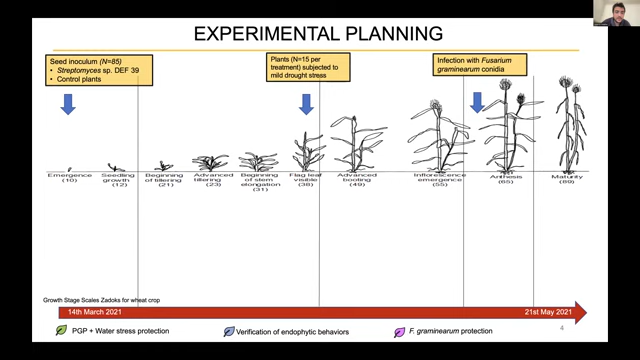 EXPERIMENTAL PLANNING
Seed inoculum (N=85)
• Streptomyces sp. DEF 39
• Control plants
Plants (N=15 per
treatment) subjected to
mild drought stress
Infection with Fusarium
graminearum conidia
Emergence
(10)
Seedling
growth
(12)
Beginning
of tillering
(21)
Advanced
tillering
(23)
Beginning
of stem
elongation
(31)
Flag leaf
visible
(38)
Advanced
booting
(49)
Inflorescence
emergence
(55)
Anthesis
(65)
Maturity
(89)
Growth Stage Scales Zadoks for wheat crop
14th March 2021
21st May 2021
PGP + Water stress protection
Verification of endophytic behaviors
F. graminearum protection
4